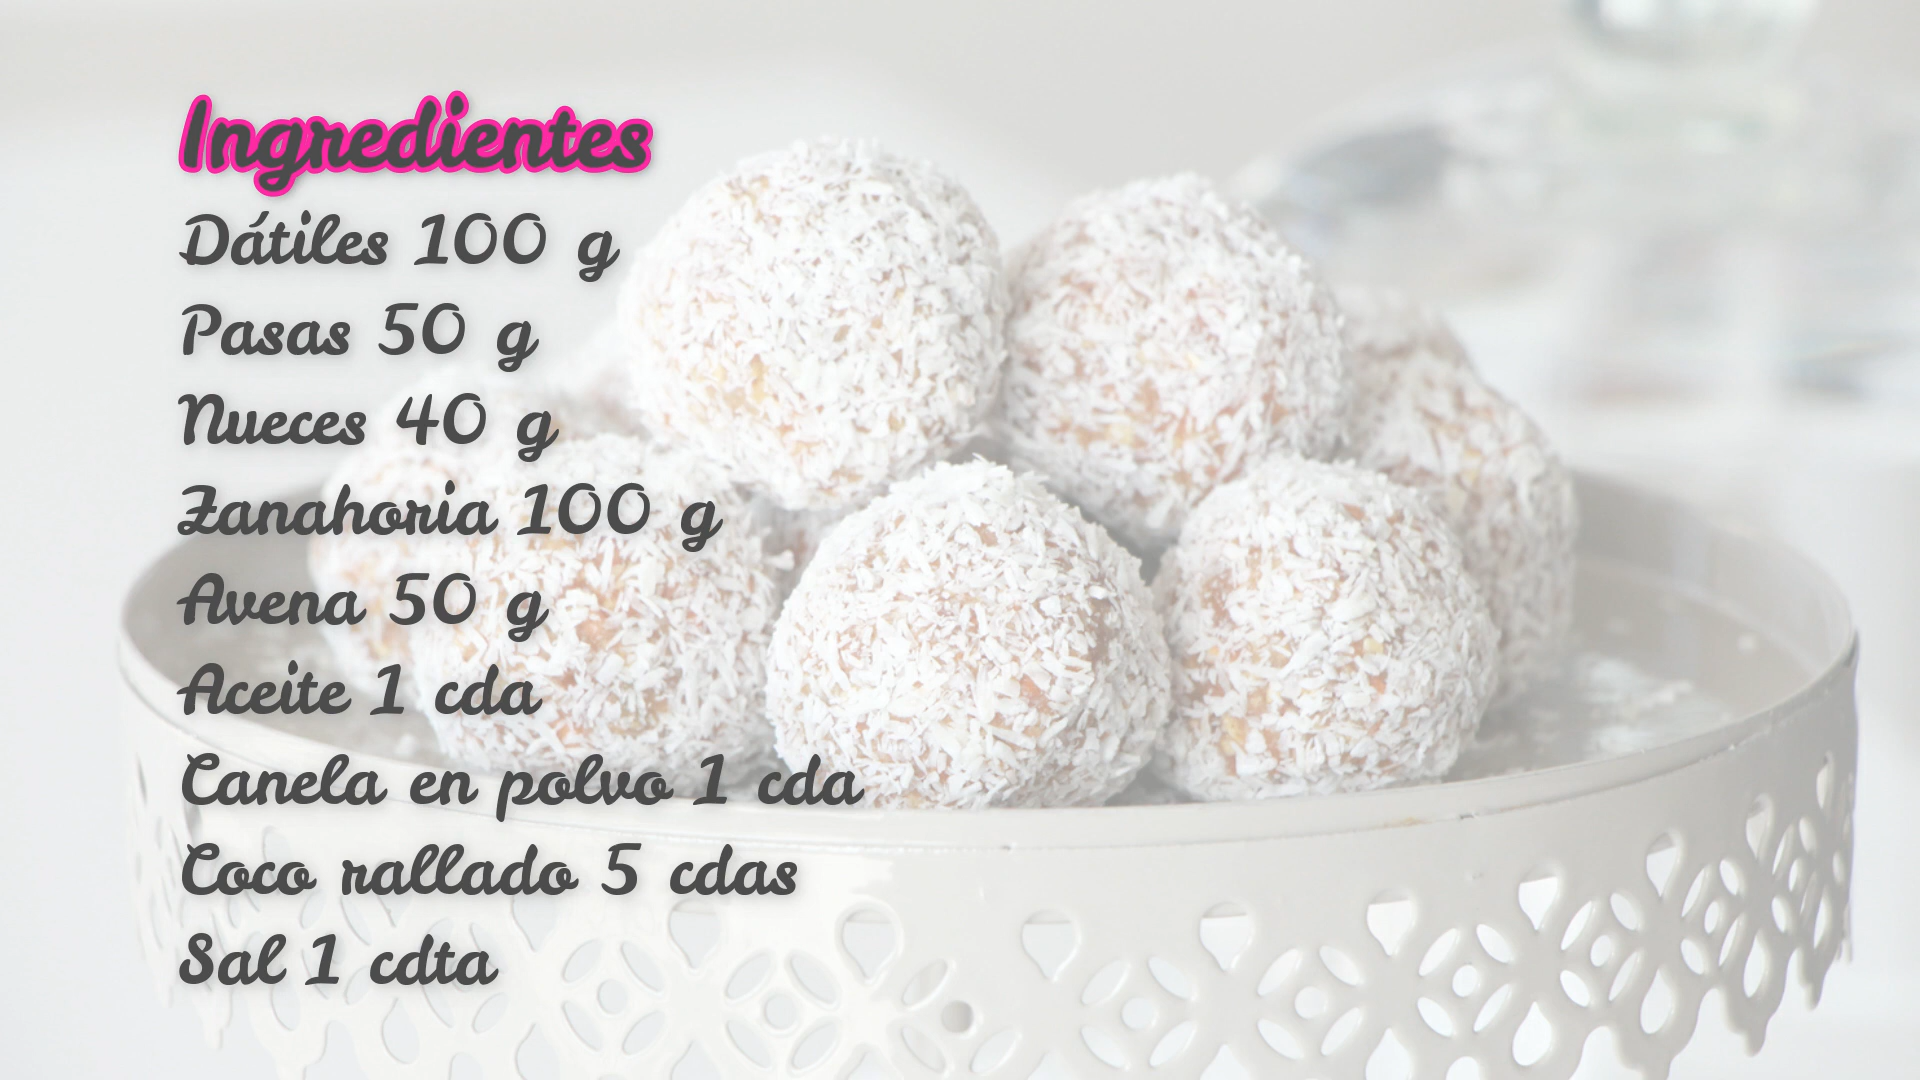 Ingredientes
Dátiles 100 g
Pasas 50 g
Nueces 40 g
Zanahoria 100 g
Avena 50 g
Aceite 1 cda
Canela en polvo 1 cda
Coco rallado 5 cdas
Sal 1 cdta